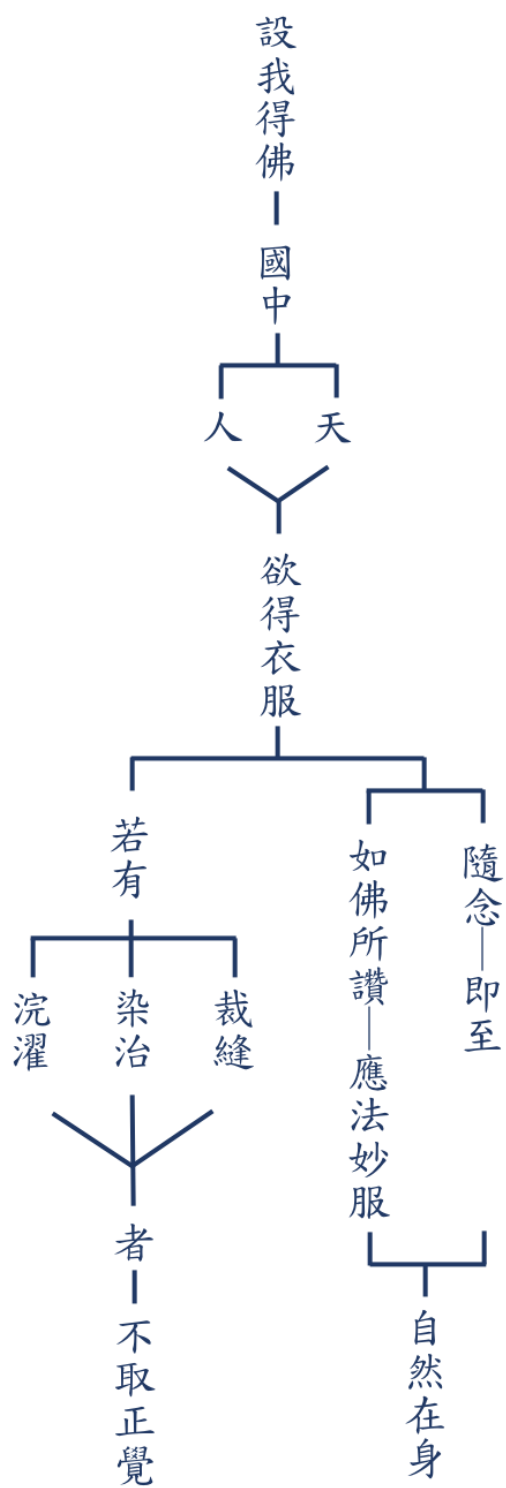 設我得佛
國中
天
人
欲得衣服
隨念—即至
如佛所讚—應法妙服
自然在身
若有
裁縫
染治
浣濯
者
不取正覺